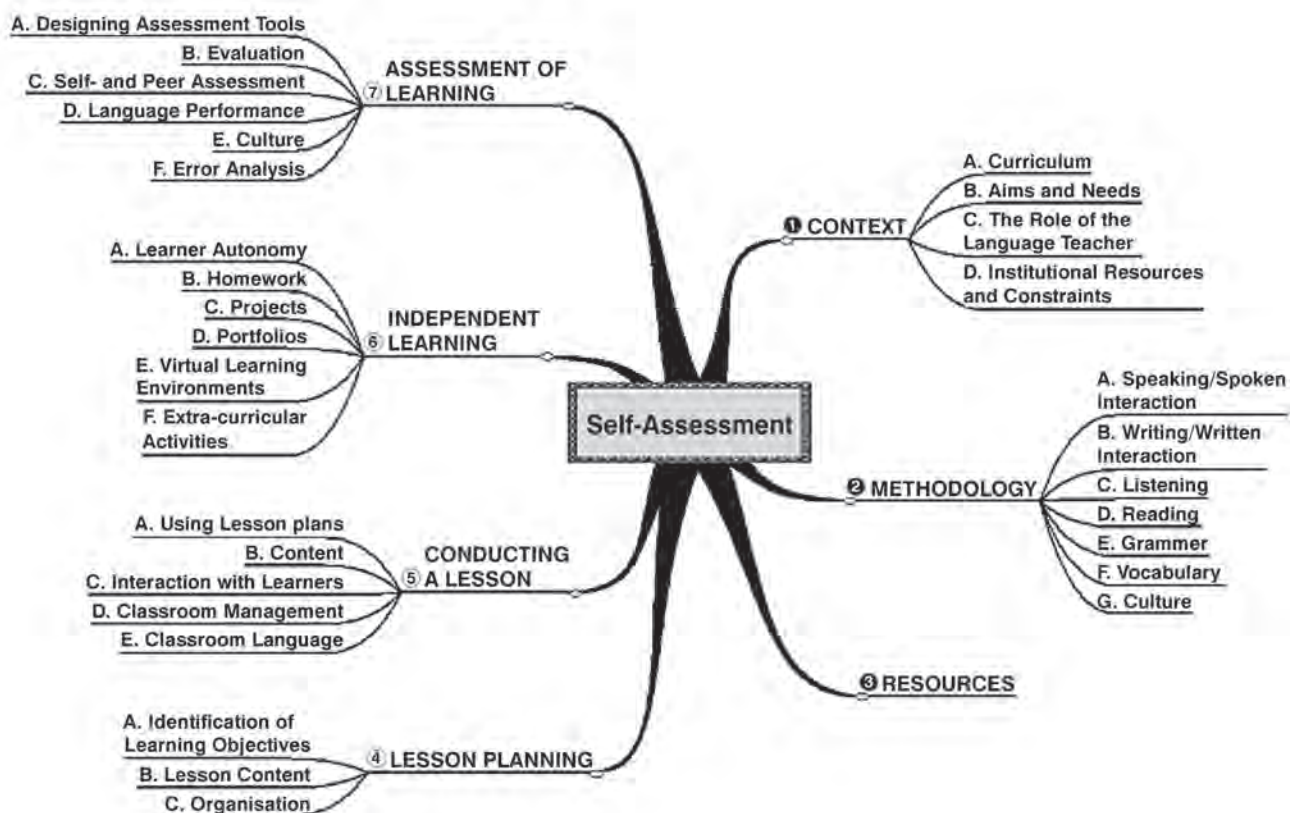 Self-Assessment
❶ CONTEXT
A. Curriculum
B. Aims and Needs
C. The Role of the
Language Teacher
D. Institutional Resources
and Constraints
❷ METHODOLOGY
A. Speaking/Spoken
Interaction
B. Writing/Written
Interaction
C. Listening
D. Reading
E. Grammer
F. Vocabulary
G. Culture
❸ RESOURCES
④ LESSON PLANNING
A. Identification of
Learning Objectives
B. Lesson Content
C. Organisation
⑤ CONDUCTING
A LESSON
A. Using Lesson plans
B. Content
C. Interaction with Learners
D. Classroom Management
E. Classroom Language
⑥ INDEPENDENT
LEARNING
A. Learner Autonomy
B. Homework
C. Projects
D. Portfolios
E. Virtual Learning
Environments
F. Extra-curricular
Activities
⑦ ASSESSMENT OF
LEARNING
A. Designing Assessment Tools
B. Evaluation
C. Self- and Peer Assessment
D. Language Performance
E. Culture
F. Error Analysis